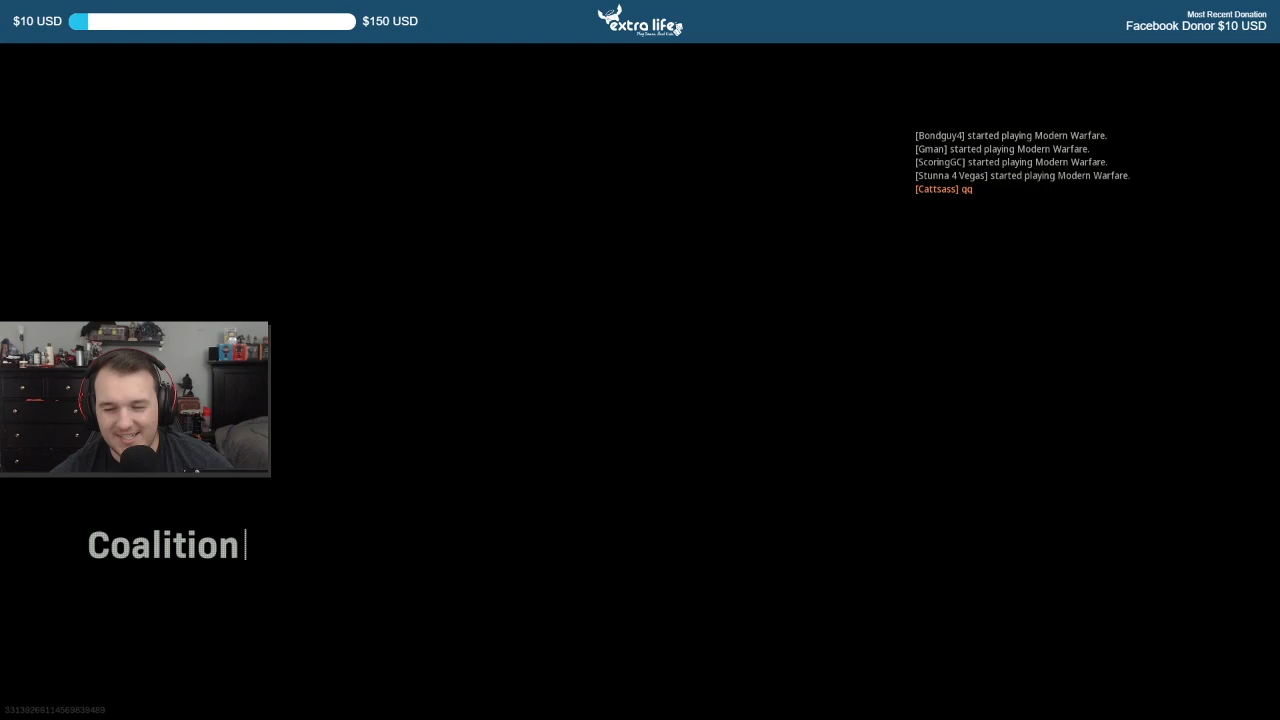 $10 USD
$150 USD
extra life
Most Recent Donation
Facebook Donor $10 USD
[Bondguy4] started playing Modern Warfare.
[Gman] started playing Modern Warfare.
[ScoringGC] started playing Modern Warfare.
[Stunna 4 Vegas] started playing Modern Warfare.
[Cattsass] qq
Coalition